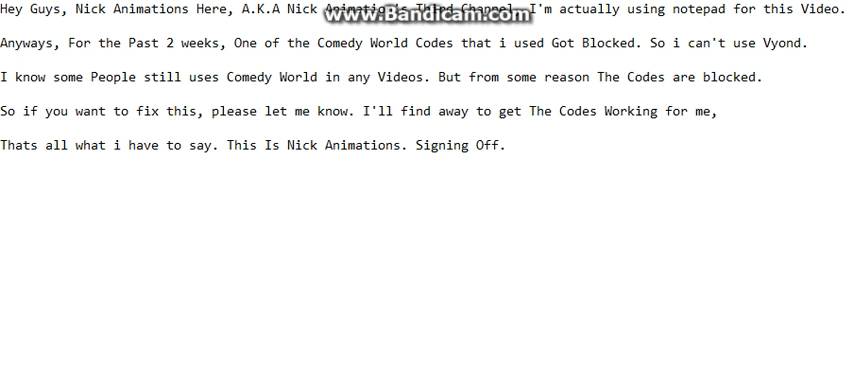 Hey Guys, Nick Animations Here, A.K.A Nick Animations Third Channel. I'm actually using notepad for this Video.
www.Bandicam.com
Anyways, For the Past 2 weeks, One of the Comedy World Codes that i used Got Blocked. So i can't use Vyond.
I know some People still uses Comedy World in any Videos. But from some reason The Codes are blocked.
So if you want to fix this, please let me know. I'll find away to get The Codes Working for me,
Thats all what i have to say. This Is Nick Animations. Signing Off.